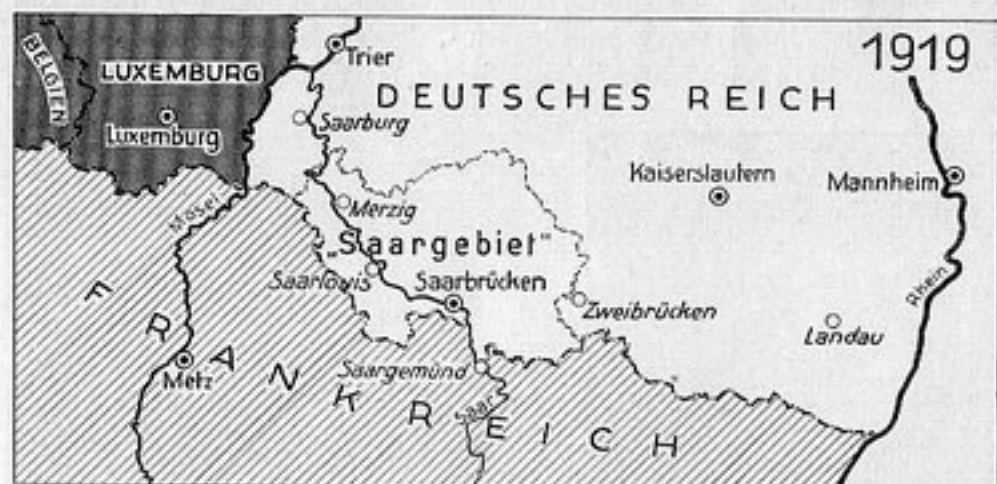 1919
BELGIEN
LUXEMBURG
Luxemburg
Trier
DEUTSCHES REICH
Saarburg
Kaiserslautern
Mannheim
Mosel
Merzig
„Saargebiet"
Saarlouis
Saarbrücken
Zweibrücken
Rhein
Landau
Metz
Saargemünd
Saar
FRANKREICH